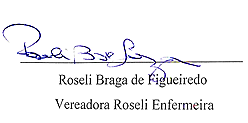 Roseli Braga de Figueiredo
Vereadora Roseli Enfermeira